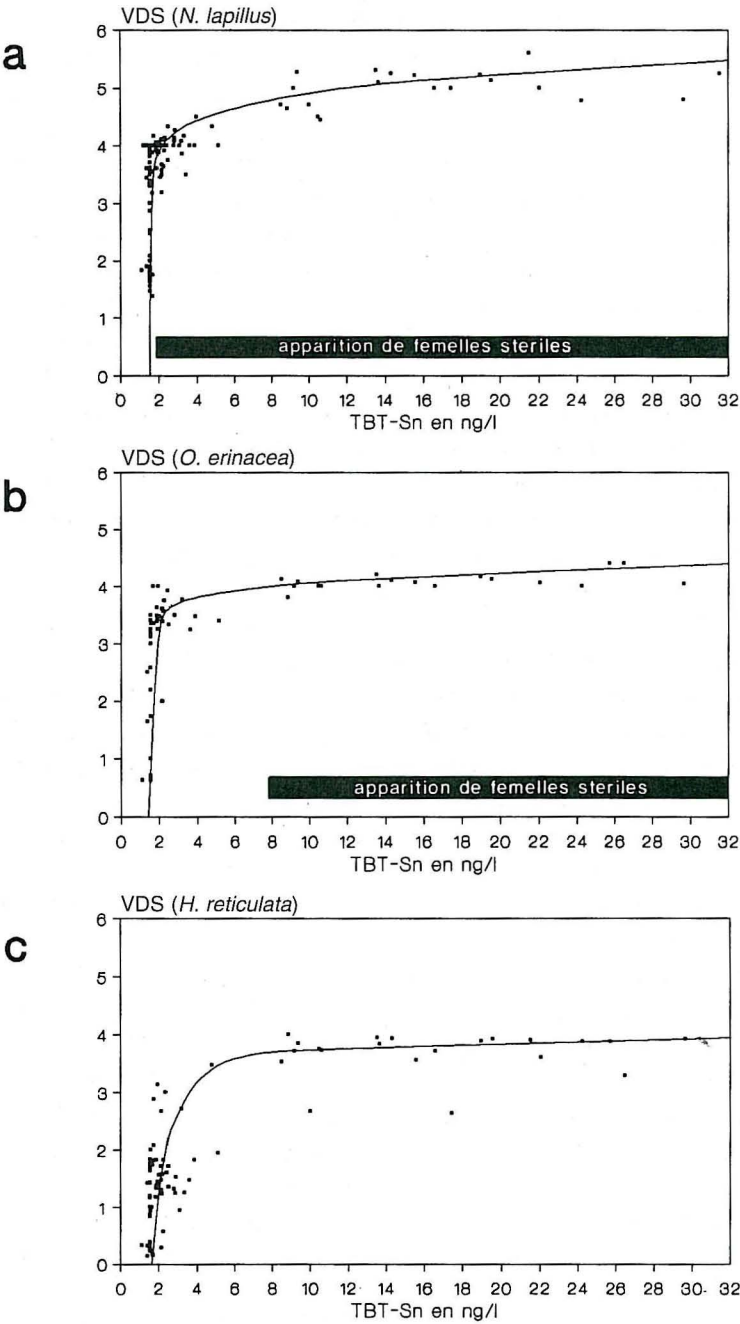 a
VDS (N. lapillus)
6
5
4
3
2
1
0
apparition de femelles steriles
0 2 4 6 8 10 12 14 16 18 20 22 24 26 28 30 32
TBT-Sn en ng/l
b
VDS (O. erinacea)
6
5
4
3
2
1
0
apparition de femelles steriles
0 2 4 6 8 10 12 14 16 18 20 22 24 26 28 30 32
TBT-Sn en ng/l
c
VDS (H. reticulata)
6
5
4
3
2
1
0
0 2 4 6 8 10 12 14 16 18 20 22 24 26 28 30 32
TBT-Sn en ng/l